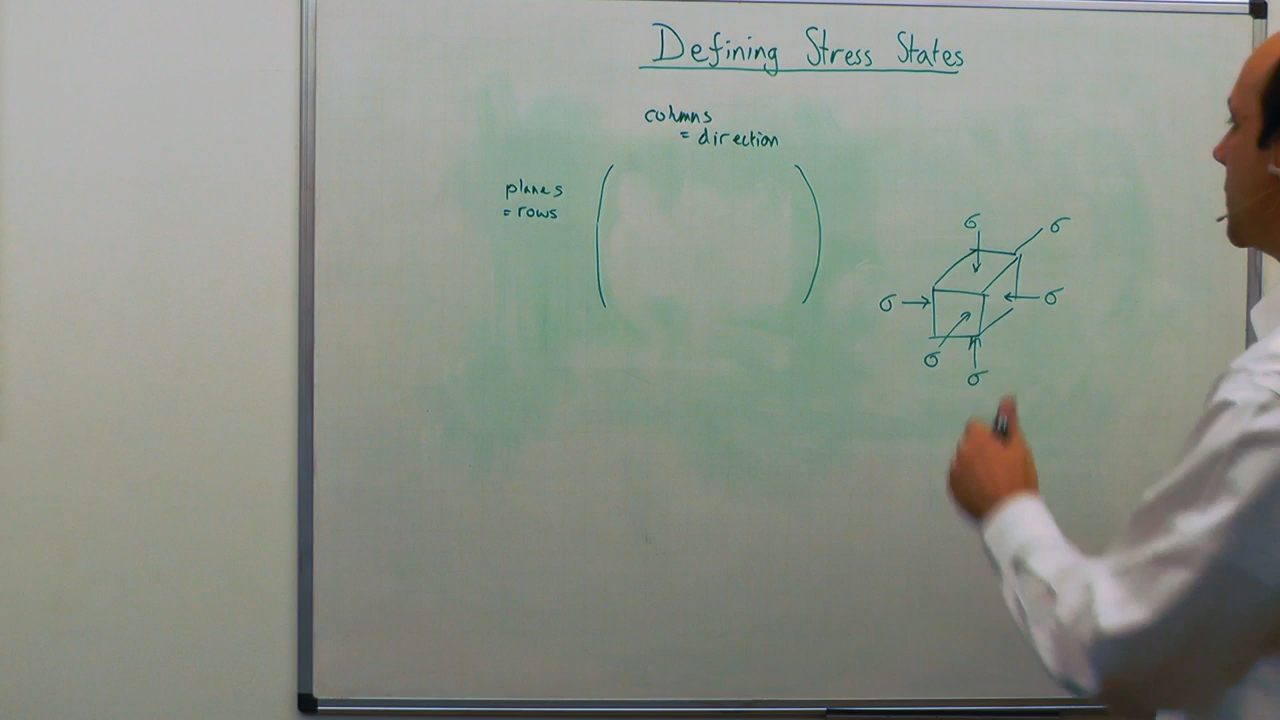 Defining Stress States
columns
= direction
planes
= rows
σ
σ
σ
σ
σ
σ